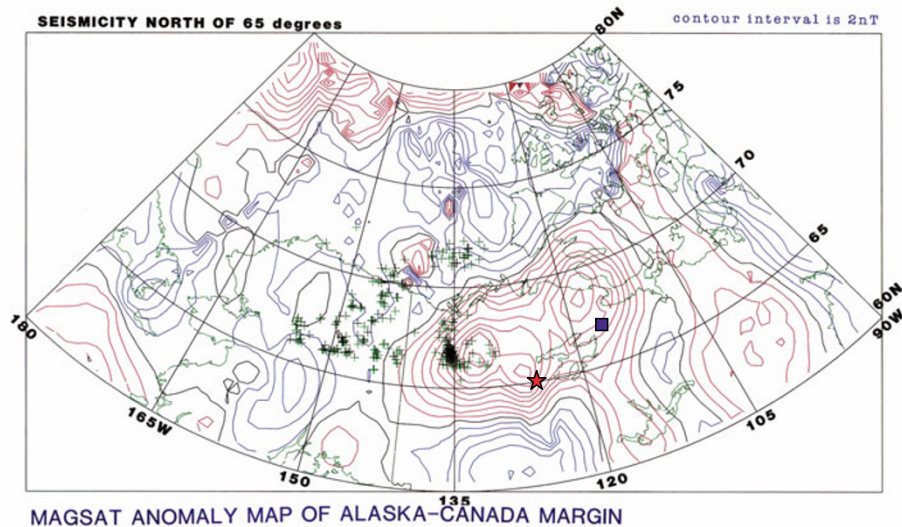 SEISMICITY NORTH OF 65 degrees
contour interval is 2nT
80N
75
70
65
60N
90W
180
165W
150
135
120
105
MAGSAT ANOMALY MAP OF ALASKA-CANADA MARGIN